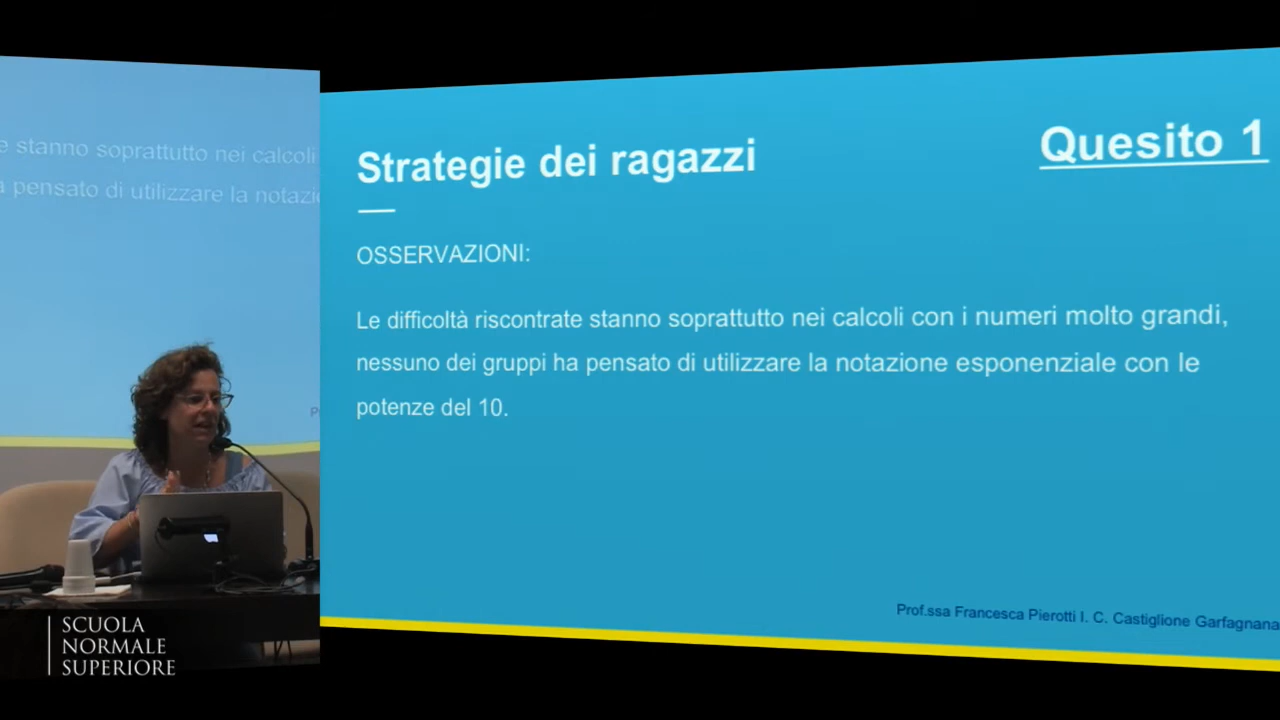 e stanno soprattutto nei calcoli
a pensato di utilizzare la notazi
Strategie dei ragazzi
Quesito 1
OSSERVAZIONI:
Le difficoltà riscontrate stanno soprattutto nei calcoli con i numeri molto grandi,
nessuno dei gruppi ha pensato di utilizzare la notazione esponenziale con le
potenze del 10.
Prof.ssa Francesca Pierotti I. C. Castiglione Garfagnana
SCUOLA
NORMALE
SUPERIORE